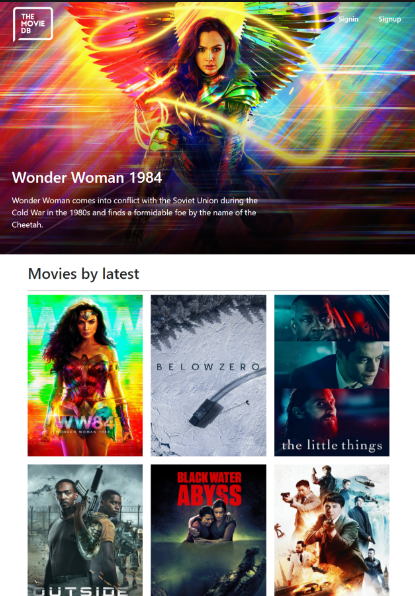 THE
MOVIE
DB
Signin Signup
Wonder Woman 1984
Wonder Woman comes into conflict with the Soviet Union during the
Cold War in the 1980s and finds a formidable foe by the name of the
Cheetah.
Movies by latest
WW84
WONDER WOMAN 1984
BELOWZERO
the little things
OUTSIDE
BLACK WATER
ABYSS